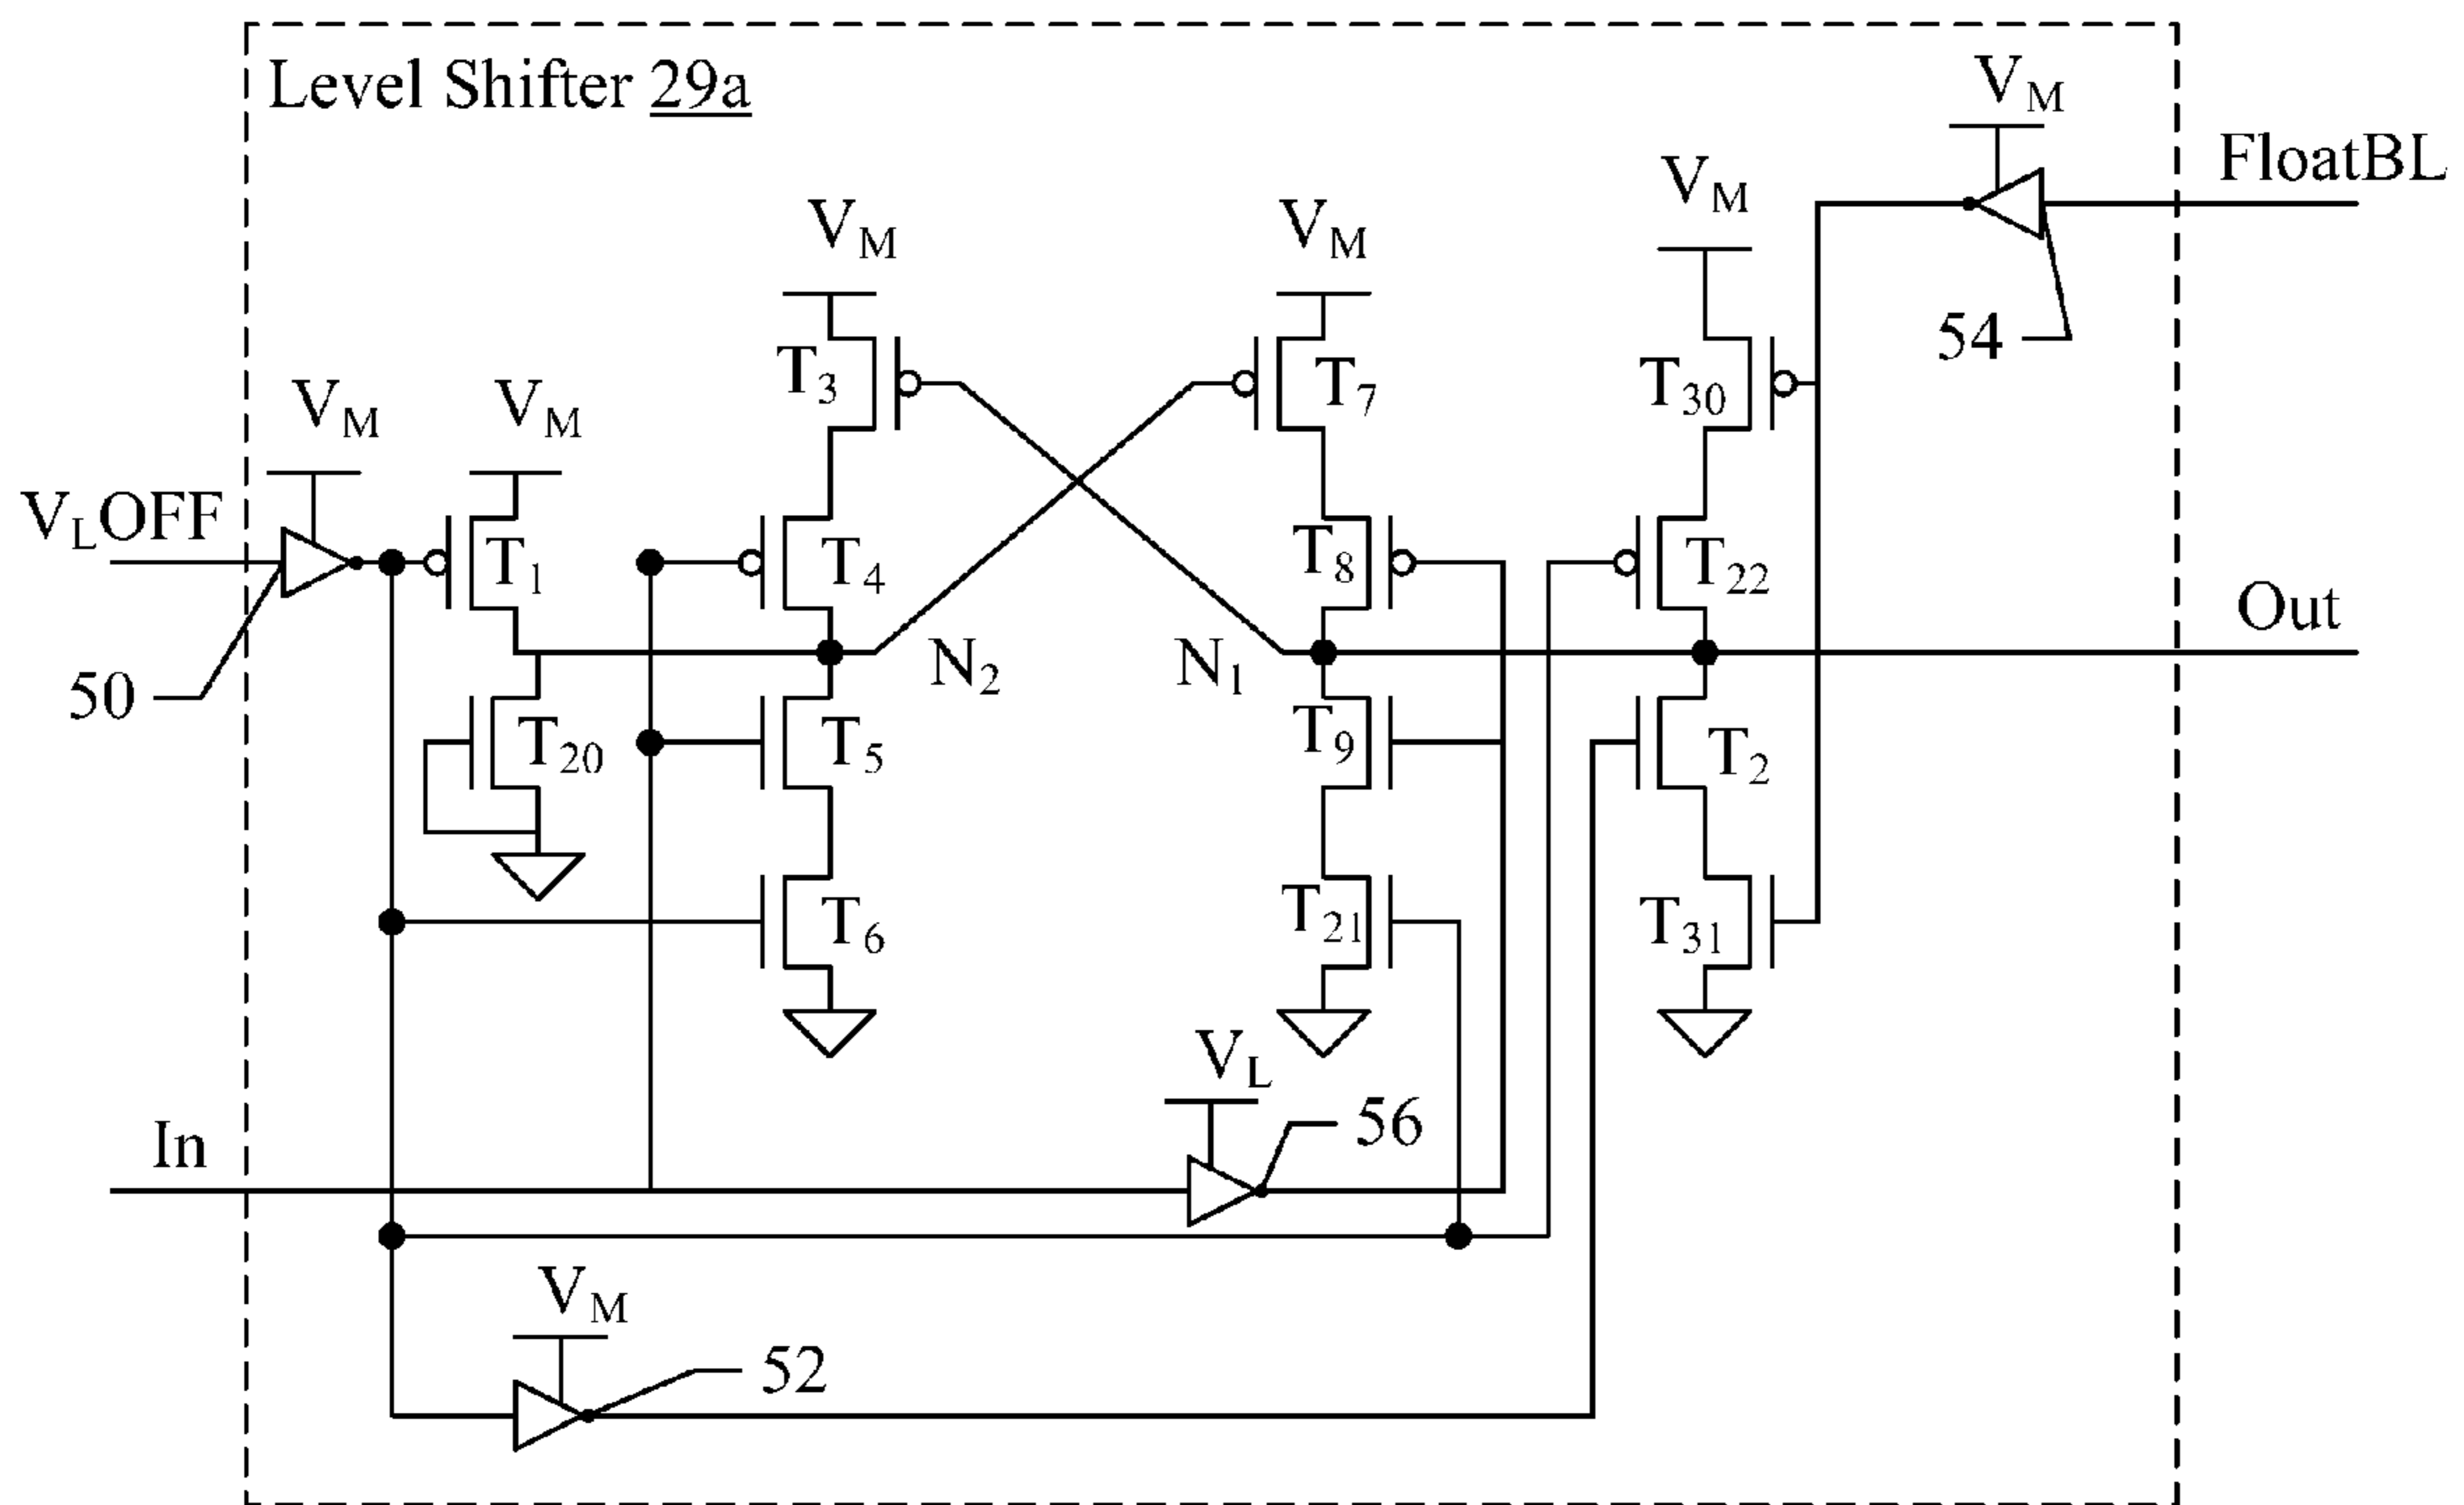 Level Shifter 29a
VM
FloatBL
VM
VM
VM
54
T3
T7
T30
VM
VM
VLOFF
T1
T4
T8
T22
Out
50
N2
N1
T20
T5
T9
T2
T6
T21
T31
VL
56
In
VM
52